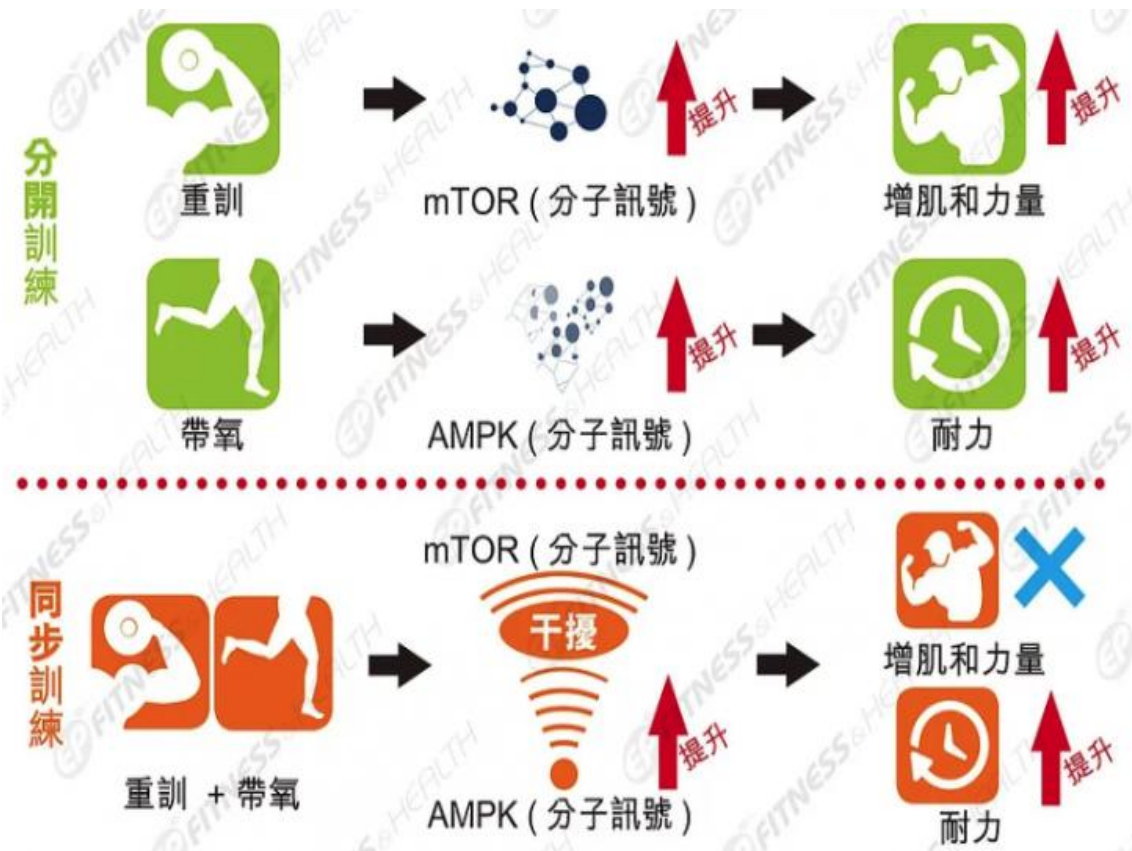 分開訓練
重訓
mTOR ( 分子訊號 )
提升
增肌和力量
提升
帶氧
AMPK ( 分子訊號 )
提升
耐力
提升
同步訓練
重訓 + 帶氧
mTOR ( 分子訊號 )
干擾
AMPK ( 分子訊號 )
提升
增肌和力量
耐力
提升
EP FITNESS & HEALTH